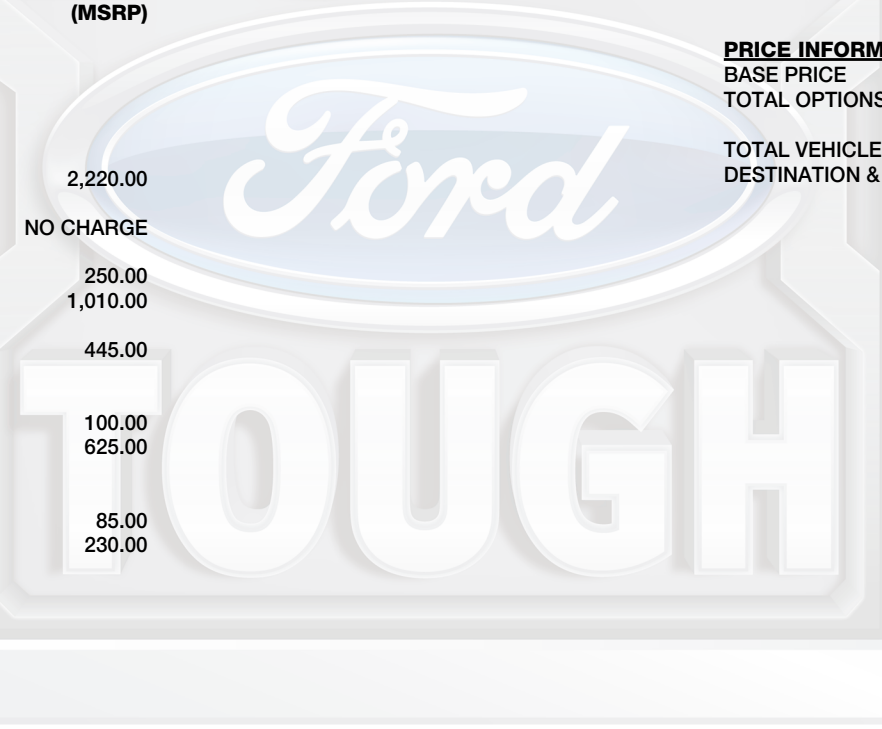 (MSRP)
2,220.00
NO CHARGE
250.00
1,010.00
445.00
100.00
625.00
85.00
230.00
PRICE INFORM
BASE PRICE
TOTAL OPTIONS
TOTAL VEHICLE
DESTINATION &
Ford
TOUGH